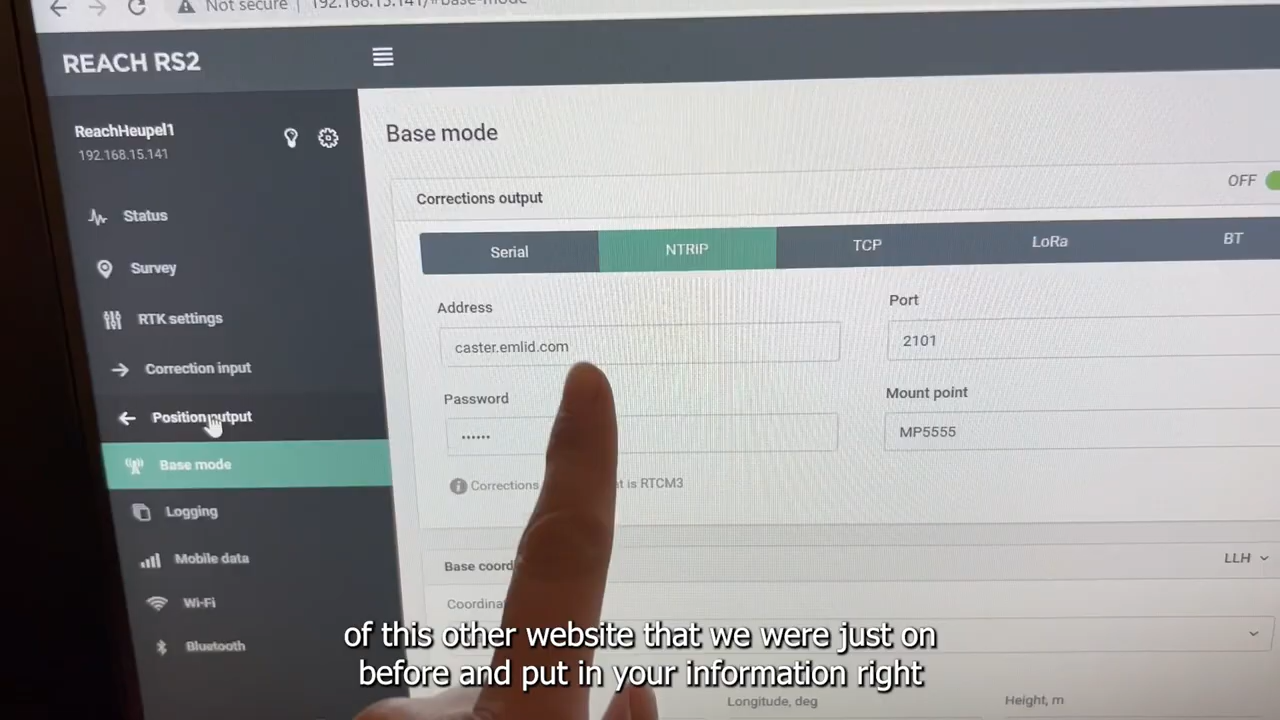 Not secure 192.168.15.141/#base-mode
REACH RS2
ReachHeupel1
192.168.15.141
Status
Survey
RTK settings
Correction input
Position output
Base mode
Logging
Mobile data
Wi-Fi
Bluetooth
Base mode
Corrections output
OFF
Serial NTRIP TCP LoRa BT
Address
Port
caster.emlid.com
2101
Password
Mount point
••••••
MP5555
Corrections is RTCM3
Base coord
LLH
Coordina
Longitude, deg
Height, m
of this other website that we were just on
before and put in your information right